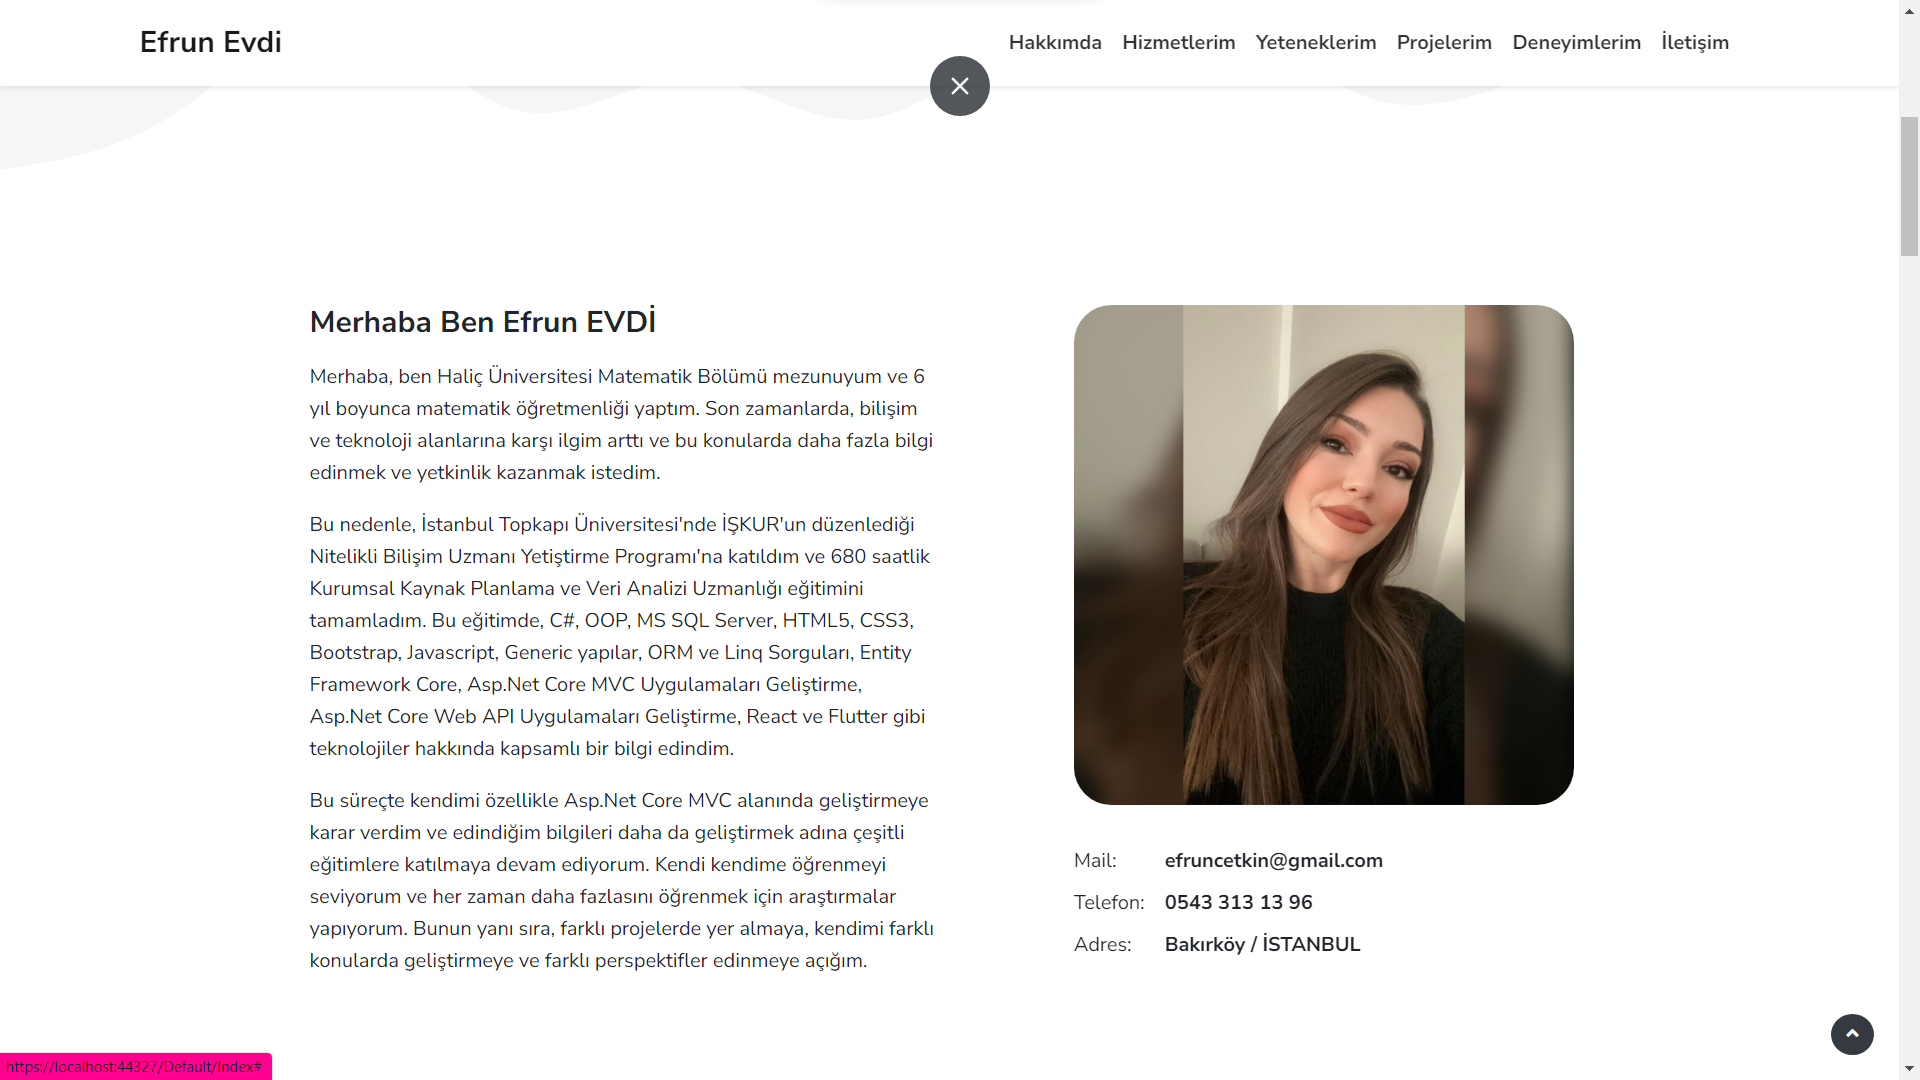 Efrun Evdi
Hakkımda Hizmetlerim Yeteneklerim Projelerim Deneyimlerim İletişim
Merhaba Ben Efrun EVDİ
Merhaba, ben Haliç Üniversitesi Matematik Bölümü mezunuyum ve 6
yıl boyunca matematik öğretmenliği yaptım. Son zamanlarda, bilişim
ve teknoloji alanlarına karşı ilgim arttı ve bu konularda daha fazla bilgi
edinmek ve yetkinlik kazanmak istedim.
Bu nedenle, İstanbul Topkapı Üniversitesi'nde İŞKUR'un düzenlediği
Nitelikli Bilişim Uzmanı Yetiştirme Programı'na katıldım ve 680 saatlik
Kurumsal Kaynak Planlama ve Veri Analizi Uzmanlığı eğitimini
tamamladım. Bu eğitimde, C#, OOP, MS SQL Server, HTML5, CSS3,
Bootstrap, Javascript, Generic yapılar, ORM ve Linq Sorguları, Entity
Framework Core, Asp.Net Core MVC Uygulamaları Geliştirme,
Asp.Net Core Web API Uygulamaları Geliştirme, React ve Flutter gibi
teknolojiler hakkında kapsamlı bir bilgi edindim.
Bu süreçte kendimi özellikle Asp.Net Core MVC alanında geliştirmeye
karar verdim ve edindiğim bilgileri daha da geliştirmek adına çeşitli
eğitimlere katılmaya devam ediyorum. Kendi kendime öğrenmeyi
seviyorum ve her zaman daha fazlasını öğrenmek için araştırmalar
yapıyorum. Bunun yanı sıra, farklı projelerde yer almaya, kendimi farklı
konularda geliştirmeye ve farklı perspektifler edinmeye açığım.
Mail: efruncetkin@gmail.com
Telefon: 0543 313 13 96
Adres: Bakırköy / İSTANBUL
https://localhost:44327/Default/Index#